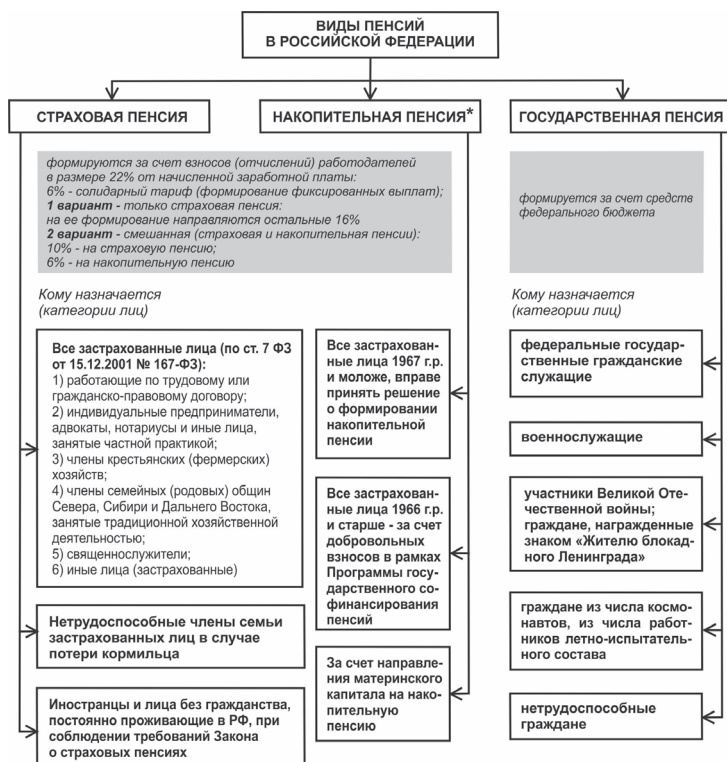 ВИДЫ ПЕНСИЙ
В РОССИЙСКОЙ ФЕДЕРАЦИИ
СТРАХОВАЯ ПЕНСИЯ
НАКОПИТЕЛЬНАЯ ПЕНСИЯ*
ГОСУДАРСТВЕННАЯ ПЕНСИЯ
формируются за счет взносов (отчислений) работодателей
в размере 22% от начисленной заработной платы:
6% - солидарный тариф (формирование фиксированных выплат);
1 вариант - только страховая пенсия:
на ее формирование направляются остальные 16%
2 вариант - смешанная (страховая и накопительная пенсии):
10% - на страховую пенсию;
6% - на накопительную пенсию
формируется за счет средств
федерального бюджета
Кому назначается
(категории лиц)
Кому назначается
(категории лиц)
Все застрахованные лица (по ст. 7 ФЗ
от 15.12.2001 № 167-ФЗ):
1) работающие по трудовому или
гражданско-правовому договору;
2) индивидуальные предприниматели,
адвокаты, нотариусы и иные лица,
занятые частной практикой;
3) члены крестьянских (фермерских)
хозяйств;
4) члены семейных (родовых) общин
Севера, Сибири и Дальнего Востока,
занятые традиционной хозяйственной
деятельностью;
5) священнослужители;
6) иные лица (застрахованные)
Нетрудоспособные члены семьи
застрахованных лиц в случае
потери кормильца
Иностранцы и лица без гражданства,
постоянно проживающие в РФ, при
соблюдении требований Закона
о страховых пенсиях
Все застрахован-
ные лица 1967 г.р.
и моложе, вправе
принять решение
о формировании
накопительной
пенсии
Все застрахован-
ные лица 1966 г.р.
и старше - за счет
добровольных
взносов в рамках
Программы госу-
дарственного со-
финансирования
пенсий
За счет направле-
ния материнского
капитала на нако-
пительную
пенсию
федеральные государ-
ственные гражданские
служащие
военнослужащие
участники Великой Оте-
чественной войны;
граждане, награжденные
знаком «Жителю блокад-
ного Ленинграда»
граждане из числа космо-
навтов, из числа работ-
ников летно-испытатель-
ного состава
нетрудоспособные
граждане